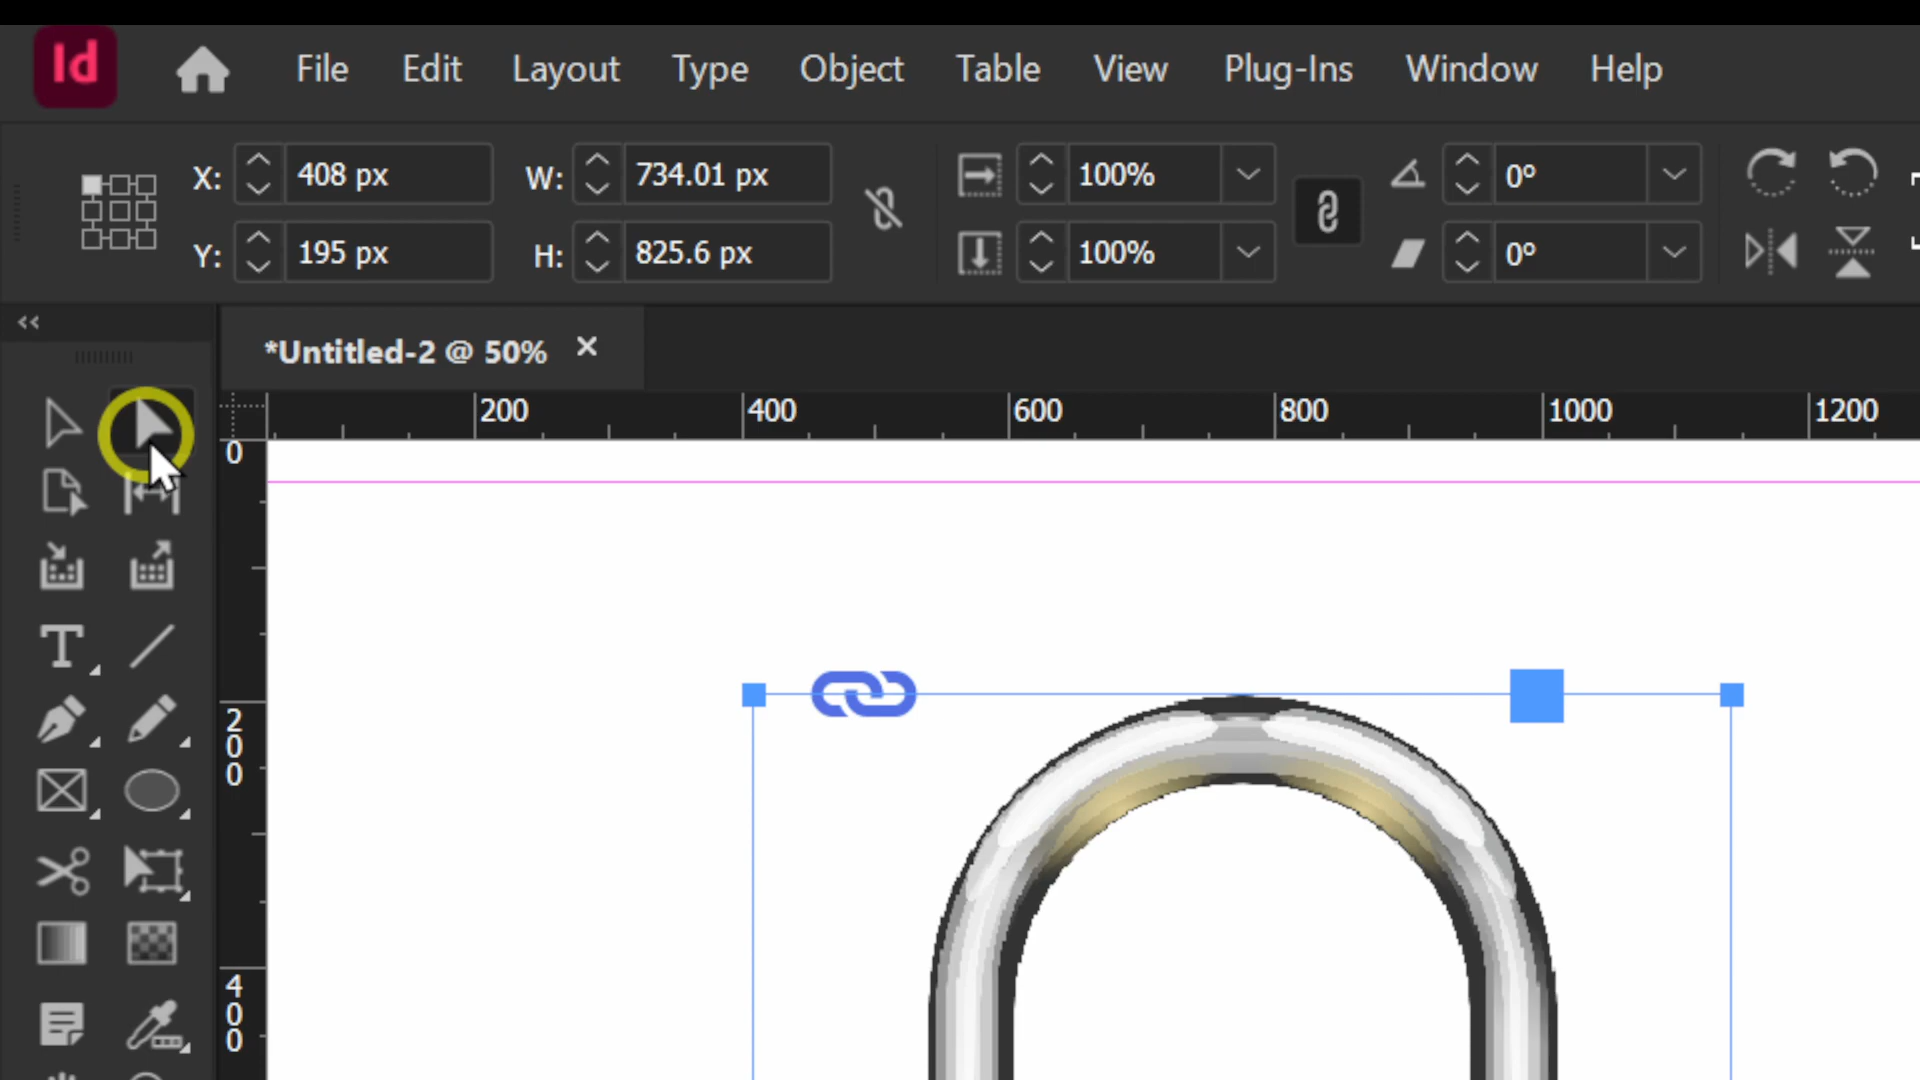 Id File Edit Layout Type Object Table View Plug-Ins Window Help
X: 408 px W: 734.01 px 100% 0°
Y: 195 px H: 825.6 px 100% 0°
*Untitled-2 @ 50% ×
200 400 600 800 1000 1200
0
200
400
T